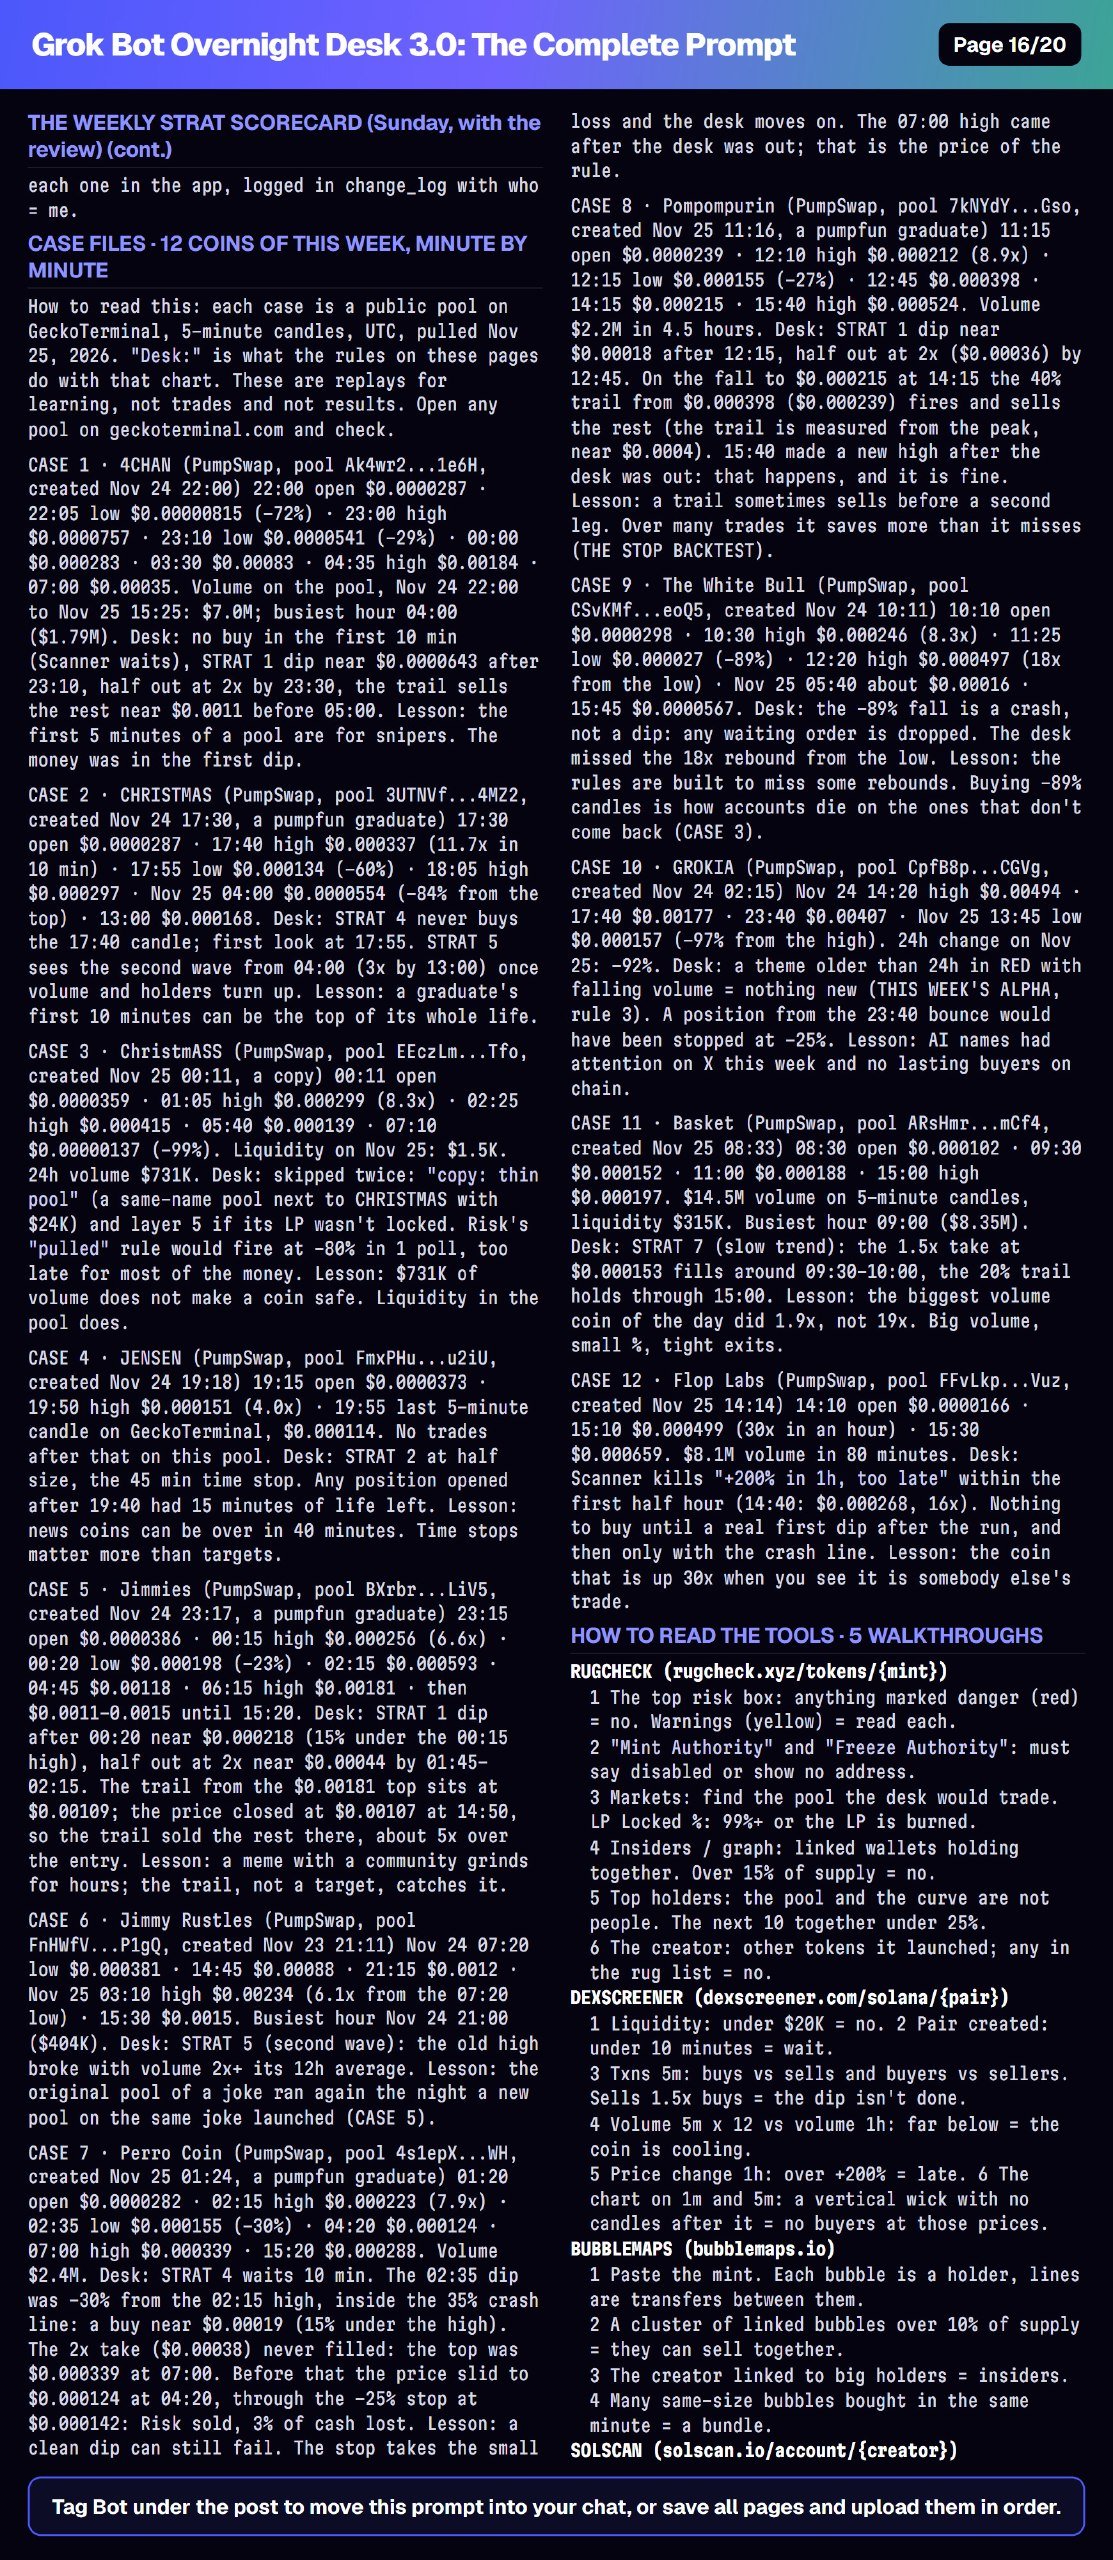 Grok Bot Overnight Desk 3.0: The Complete Prompt
Page 16/20
THE WEEKLY STRAT SCORECARD (Sunday, with the
review) (cont.)
each one in the app, logged in change_log with who
= me.
CASE FILES · 12 COINS OF THIS WEEK, MINUTE BY
MINUTE
How to read this: each case is a public pool on
GeckoTerminal, 5-minute candles, UTC, pulled Nov
25, 2026. "Desk:" is what the rules on these pages
do with that chart. These are replays for
learning, not trades and not results. Open any
pool on geckoterminal.com and check.
CASE 1 · 4CHAN (PumpSwap, pool Ak4wr2...1e6H,
created Nov 24 22:00) 22:00 open $0.0000287 ·
22:05 low $0.00000815 (-72%) · 23:00 high
$0.0000757 · 23:10 low $0.0000541 (-29%) · 00:00
$0.000283 · 03:30 $0.00083 · 04:35 high $0.00184 ·
07:00 $0.00035. Volume on the pool, Nov 24 22:00
to Nov 25 15:25: $7.0M; busiest hour 04:00
($1.79M). Desk: no buy in the first 10 min
(Scanner waits), STRAT 1 dip near $0.0000643 after
23:10, half out at 2x by 23:30, the trail sells
the rest near $0.0011 before 05:00. Lesson: the
first 5 minutes of a pool are for snipers. The
money was in the first dip.
CASE 2 · CHRISTMAS (PumpSwap, pool 3UTNVf...4MZ2,
created Nov 24 17:30, a pumpfun graduate) 17:30
open $0.0000287 · 17:40 high $0.000337 (11.7x in
10 min) · 17:55 low $0.000134 (-60%) · 18:05 high
$0.000297 · Nov 25 04:00 $0.0000554 (-84% from the
top) · 13:00 $0.000168. Desk: STRAT 4 never buys
the 17:40 candle; first look at 17:55. STRAT 5
sees the second wave from 04:00 (3x by 13:00) once
volume and holders turn up. Lesson: a graduate's
first 10 minutes can be the top of its whole life.
CASE 3 · ChristmASS (PumpSwap, pool EEczLm...Tfo,
created Nov 25 00:11, a copy) 00:11 open
$0.0000359 · 01:05 high $0.000299 (8.3x) · 02:25
high $0.000415 · 05:40 $0.000139 · 07:10
$0.00000137 (-99%). Liquidity on Nov 25: $1.5K.
24h volume $731K. Desk: skipped twice: "copy: thin
pool" (a same-name pool next to CHRISTMAS with
$24K) and layer 5 if its LP wasn't locked. Risk's
"pulled" rule would fire at -80% in 1 poll, too
late for most of the money. Lesson: $731K of
volume does not make a coin safe. Liquidity in the
pool does.
CASE 4 · JENSEN (PumpSwap, pool FmxPHu...u2iU,
created Nov 24 19:18) 19:15 open $0.0000373 ·
19:50 high $0.000151 (4.0x) · 19:55 last 5-minute
candle on GeckoTerminal, $0.000114. No trades
after that on this pool. Desk: STRAT 2 at half
size, the 45 min time stop. Any position opened
after 19:40 had 15 minutes of life left. Lesson:
news coins can be over in 40 minutes. Time stops
matter more than targets.
CASE 5 · Jimmies (PumpSwap, pool BXrbr...LiV5,
created Nov 24 23:17, a pumpfun graduate) 23:15
open $0.0000386 · 00:15 high $0.000256 (6.6x) ·
00:20 low $0.000198 (-23%) · 02:15 $0.000593 ·
04:45 $0.00118 · 06:15 high $0.00181 · then
$0.0011-0.0015 until 15:20. Desk: STRAT 1 dip
after 00:20 near $0.000218 (15% under the 00:15
high), half out at 2x near $0.00044 by 01:45-
02:15. The trail from the $0.00181 top sits at
$0.00109; the price closed at $0.00107 at 14:50,
so the trail sold the rest there, about 5x over
the entry. Lesson: a meme with a community grinds
for hours; the trail, not a target, catches it.
CASE 6 · Jimmy Rustles (PumpSwap, pool
FnHWfV...P1gQ, created Nov 23 21:11) Nov 24 07:20
low $0.000381 · 14:45 $0.00088 · 21:15 $0.0012 ·
Nov 25 03:10 high $0.00234 (6.1x from the 07:20
low) · 15:30 $0.0015. Busiest hour Nov 24 21:00
($404K). Desk: STRAT 5 (second wave): the old high
broke with volume 2x+ its 12h average. Lesson: the
original pool of a joke ran again the night a new
pool on the same joke launched (CASE 5).
CASE 7 · Perro Coin (PumpSwap, pool 4s1epX...WH,
created Nov 25 01:24, a pumpfun graduate) 01:20
open $0.0000282 · 02:15 high $0.000223 (7.9x) ·
02:35 low $0.000155 (-30%) · 04:20 $0.000124 ·
07:00 high $0.000339 · 15:20 $0.000288. Volume
$2.4M. Desk: STRAT 4 waits 10 min. The 02:35 dip
was -30% from the 02:15 high, inside the 35% crash
line: a buy near $0.00019 (15% under the high).
The 2x take ($0.00038) never filled: the top was
$0.000339 at 07:00. Before that the price slid to
$0.000124 at 04:20, through the -25% stop at
$0.000142: Risk sold, 3% of cash lost. Lesson: a
clean dip can still fail. The stop takes the small
loss and the desk moves on. The 07:00 high came
after the desk was out; that is the price of the
rule.
CASE 8 · Pompompurin (PumpSwap, pool 7kNYdY...Gso,
created Nov 25 11:16, a pumpfun graduate) 11:15
open $0.0000239 · 12:10 high $0.000212 (8.9x) ·
12:15 low $0.000155 (-27%) · 12:45 $0.000398 ·
14:15 $0.000215 · 15:40 high $0.000524. Volume
$2.2M in 4.5 hours. Desk: STRAT 1 dip near
$0.00018 after 12:15, half out at 2x ($0.00036) by
12:45. On the fall to $0.000215 at 14:15 the 40%
trail from $0.000398 ($0.000239) fires and sells
the rest (the trail is measured from the peak,
near $0.0004). 15:40 made a new high after the
desk was out: that happens, and it is fine.
Lesson: a trail sometimes sells before a second
leg. Over many trades it saves more than it misses
(THE STOP BACKTEST).
CASE 9 · The White Bull (PumpSwap, pool
CSvKMf...eoQ5, created Nov 24 10:11) 10:10 open
$0.0000298 · 10:30 high $0.000246 (8.3x) · 11:25
low $0.000027 (-89%) · 12:20 high $0.000497 (18x
from the low) · Nov 25 05:40 about $0.00016 ·
15:45 $0.0000567. Desk: the -89% fall is a crash,
not a dip: any waiting order is dropped. The desk
missed the 18x rebound from the low. Lesson: the
rules are built to miss some rebounds. Buying -89%
candles is how accounts die on the ones that don't
come back (CASE 3).
CASE 10 · GROKIA (PumpSwap, pool CpfB8p...CGVg,
created Nov 24 02:15) Nov 24 14:20 high $0.00494 ·
17:40 $0.00177 · 23:40 $0.00407 · Nov 25 13:45 low
$0.000157 (-97% from the high). 24h change on Nov
25: -92%. Desk: a theme older than 24h in RED with
falling volume = nothing new (THIS WEEK'S ALPHA,
rule 3). A position from the 23:40 bounce would
have been stopped at -25%. Lesson: AI names had
attention on X this week and no lasting buyers on
chain.
CASE 11 · Basket (PumpSwap, pool ARsHmr...mCf4,
created Nov 25 08:33) 08:30 open $0.000102 · 09:30
$0.000152 · 11:00 $0.000188 · 15:00 high
$0.000197. $14.5M volume on 5-minute candles,
liquidity $315K. Busiest hour 09:00 ($8.35M).
Desk: STRAT 7 (slow trend): the 1.5x take at
$0.000153 fills around 09:30-10:00, the 20% trail
holds through 15:00. Lesson: the biggest volume
coin of the day did 1.9x, not 19x. Big volume,
small %, tight exits.
CASE 12 · Flop Labs (PumpSwap, pool FFvLkp...Vuz,
created Nov 25 14:14) 14:10 open $0.0000166 ·
15:10 $0.000499 (30x in an hour) · 15:30
$0.000659. $8.1M volume in 80 minutes. Desk:
Scanner kills "+200% in 1h, too late" within the
first half hour (14:40: $0.000268, 16x). Nothing
to buy until a real first dip after the run, and
then only with the crash line. Lesson: the coin
that is up 30x when you see it is somebody else's
trade.
HOW TO READ THE TOOLS · 5 WALKTHROUGHS
RUGCHECK (rugcheck.xyz/tokens/{mint})
1 The top risk box: anything marked danger (red)
= no. Warnings (yellow) = read each.
2 "Mint Authority" and "Freeze Authority": must
say disabled or show no address.
3 Markets: find the pool the desk would trade.
LP Locked %: 99%+ or the LP is burned.
4 Insiders / graph: linked wallets holding
together. Over 15% of supply = no.
5 Top holders: the pool and the curve are not
people. The next 10 together under 25%.
6 The creator: other tokens it launched; any in
the rug list = no.
DEXSCREENER (dexscreener.com/solana/{pair})
1 Liquidity: under $20K = no. 2 Pair created:
under 10 minutes = wait.
3 Txns 5m: buys vs sells and buyers vs sellers.
Sells 1.5x buys = the dip isn't done.
4 Volume 5m x 12 vs volume 1h: far below = the
coin is cooling.
5 Price change 1h: over +200% = late. 6 The
chart on 1m and 5m: a vertical wick with no
candles after it = no buyers at those prices.
BUBBLEMAPS (bubblemaps.io)
1 Paste the mint. Each bubble is a holder, lines
are transfers between them.
2 A cluster of linked bubbles over 10% of supply
= they can sell together.
3 The creator linked to big holders = insiders.
4 Many same-size bubbles bought in the same
minute = a bundle.
SOLSCAN (solscan.io/account/{creator})
Tag Bot under the post to move this prompt into your chat, or save all pages and upload them in order.